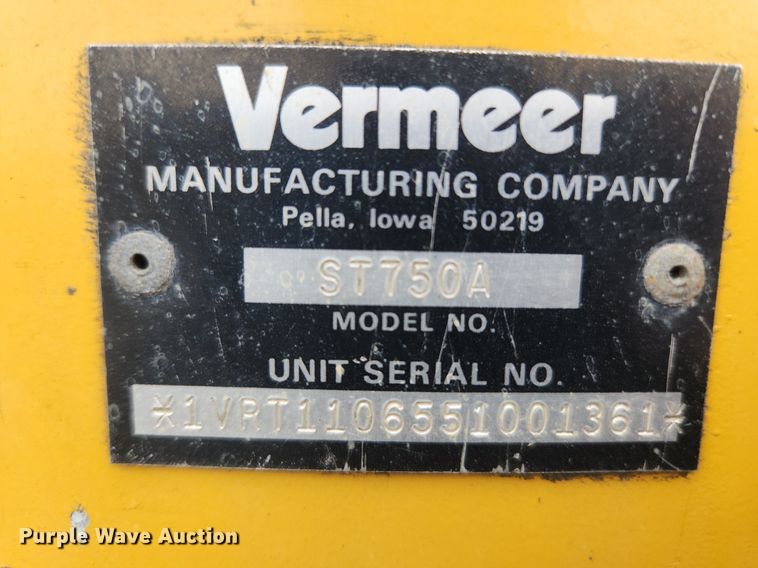 Vermeer
MANUFACTURING COMPANY
Pella, Iowa 50219
ST750A
MODEL NO.
UNIT SERIAL NO.
*1VRT1106551001361*
Purple Wave Auction